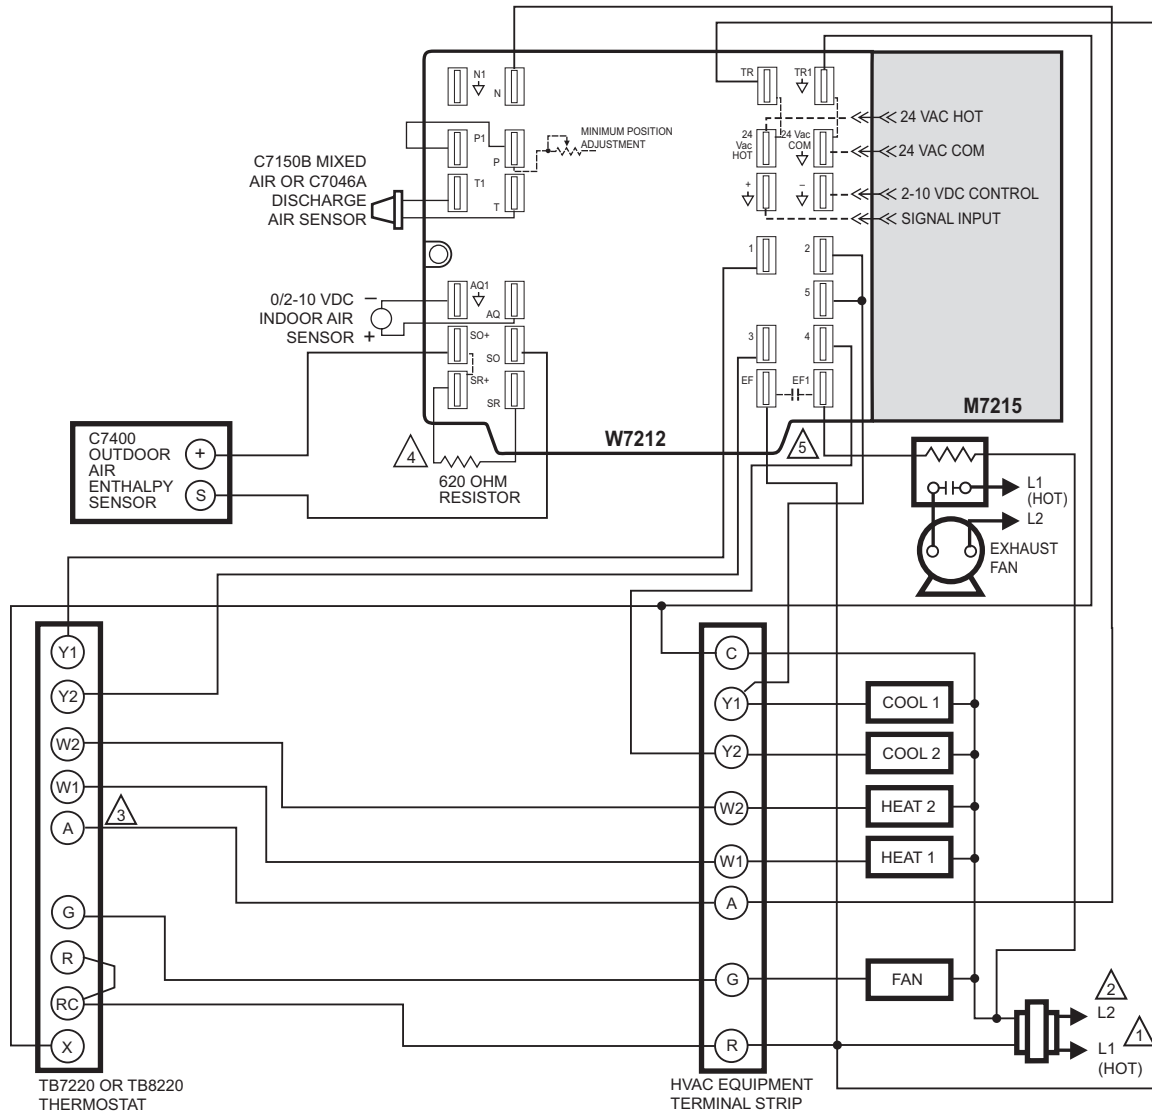 N1
N
TR
TR1
24 VAC HOT
P1
P
MINIMUM POSITION
ADJUSTMENT
24
Vac
HOT
24 Vac
COM
24 VAC COM
C7150B MIXED
AIR OR C7046A
DISCHARGE
AIR SENSOR
T1
T
+
–
2-10 VDC CONTROL
SIGNAL INPUT
1
2
0/2-10 VDC
INDOOR AIR
SENSOR
–
+
AQ1
AQ
5
SO+
SO
3
4
SR+
SR
EF
EF1
M7215
W7212
C7400
OUTDOOR
AIR
ENTHALPY
SENSOR
+
S
4
620 OHM
RESISTOR
5
L1
(HOT)
L2
EXHAUST
FAN
Y1
Y2
W2
W1
A
3
G
R
RC
X
TB7220 OR TB8220
THERMOSTAT
C
Y1
Y2
W2
W1
A
G
R
HVAC EQUIPMENT
TERMINAL STRIP
COOL 1
COOL 2
HEAT 2
HEAT 1
FAN
2
L2
1
L1
(HOT)